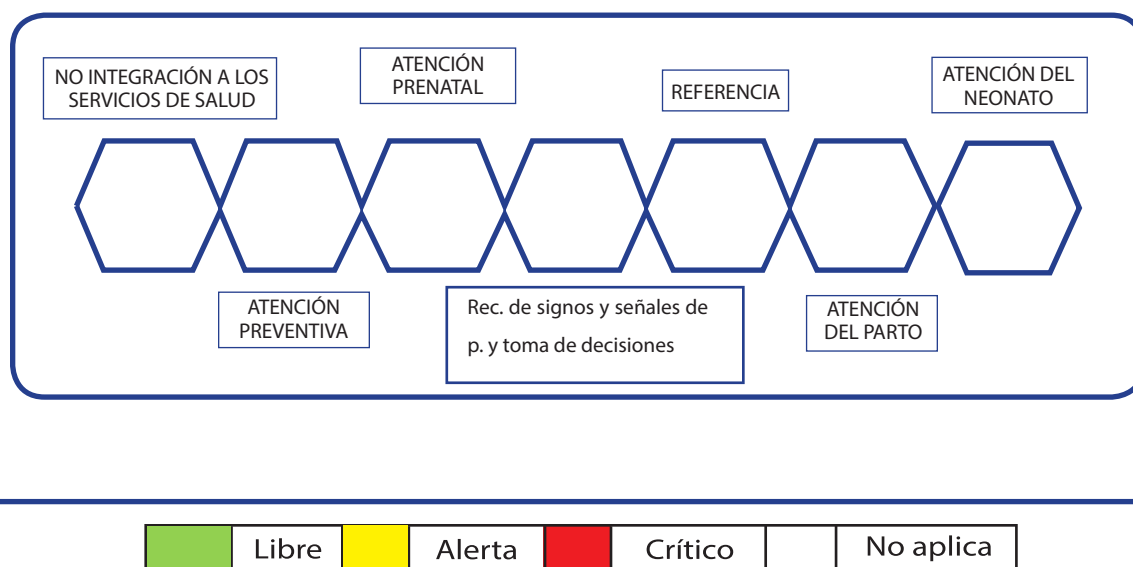 NO INTEGRACIÓN A LOS
SERVICIOS DE SALUD
ATENCIÓN
PRENATAL
REFERENCIA
ATENCIÓN DEL
NEONATO
ATENCIÓN
PREVENTIVA
Rec. de signos y señales de
p. y toma de decisiones
ATENCIÓN
DEL PARTO
Libre Alerta Crítico No aplica